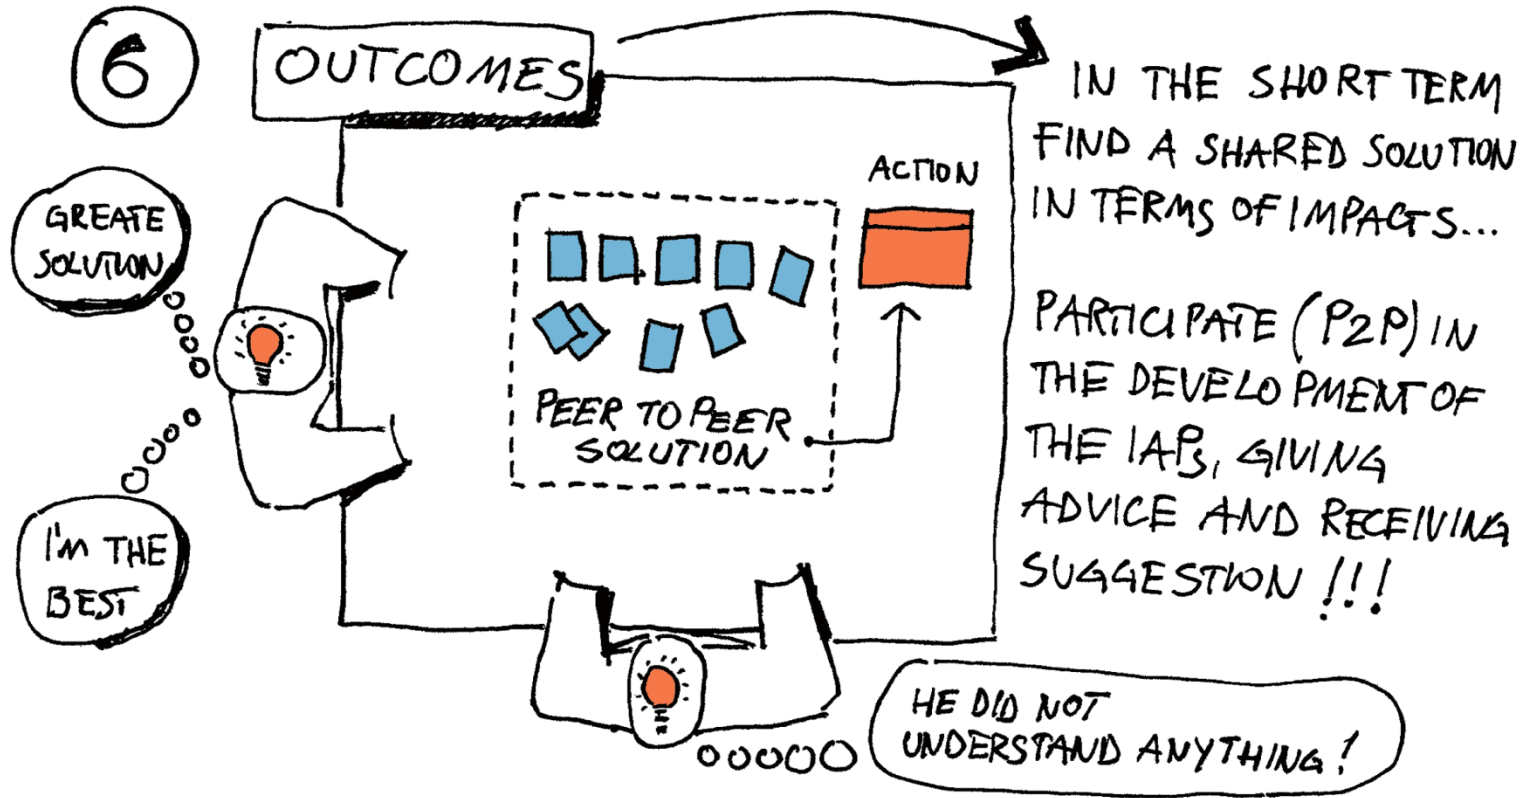 6
OUTCOMES
IN THE SHORT TERM
FIND A SHARED SOLUTION
IN TERMS OF IMPACTS...
PARTICIPATE (P2P) IN
THE DEVELOPMENT OF
THE IAPs, GIVING
ADVICE AND RECEIVING
SUGGESTION !!!
GREATE
SOLUTION
I'M THE
BEST
ACTION
PEER TO PEER
SOLUTION
HE DID NOT
UNDERSTAND ANYTHING!